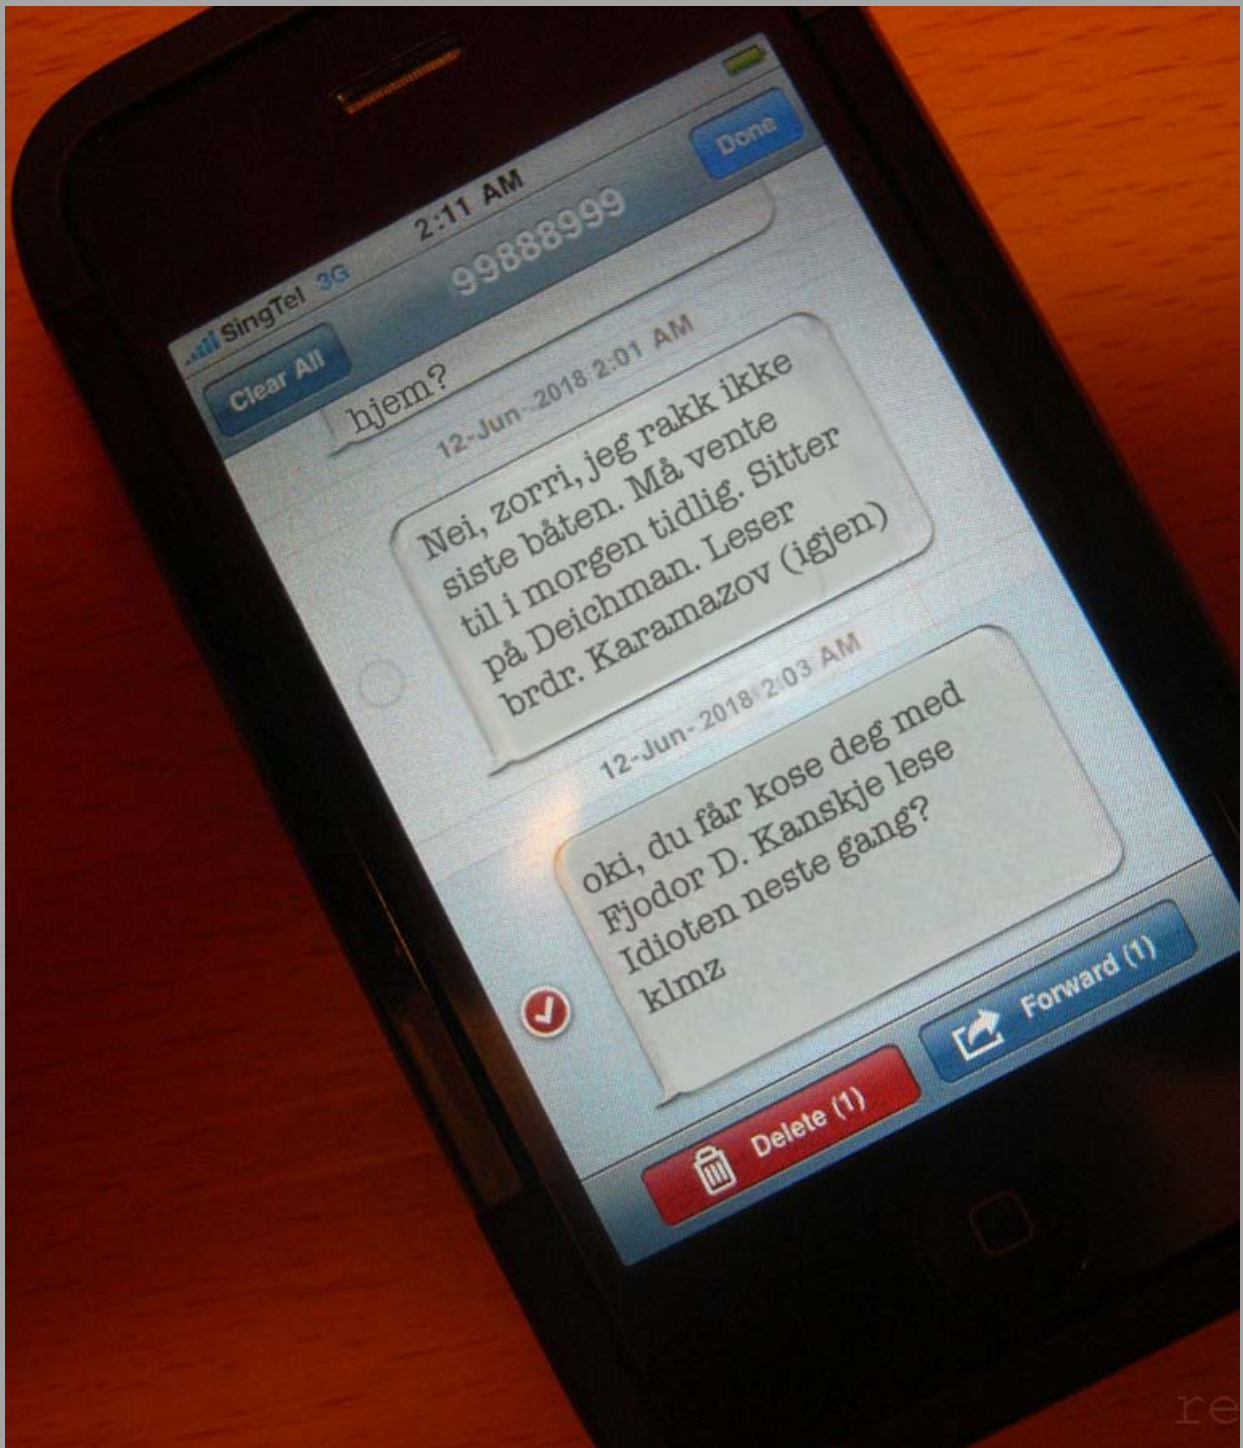 SingTel 3G 2:11 AM
Clear All 99888999 Done
hjem?
12-Jun-2018 2:01 AM
Nei, zorri, jeg rakk ikke
siste båten. Må vente
til i morgen tidlig. Sitter
på Deichman. Leser
brdr. Karamazov (igjen)
12-Jun-2018 2:03 AM
oki, du får kose deg med
Fjodor D. Kanskje lese
Idioten neste gang?
klmz
Delete (1) Forward (1)
re